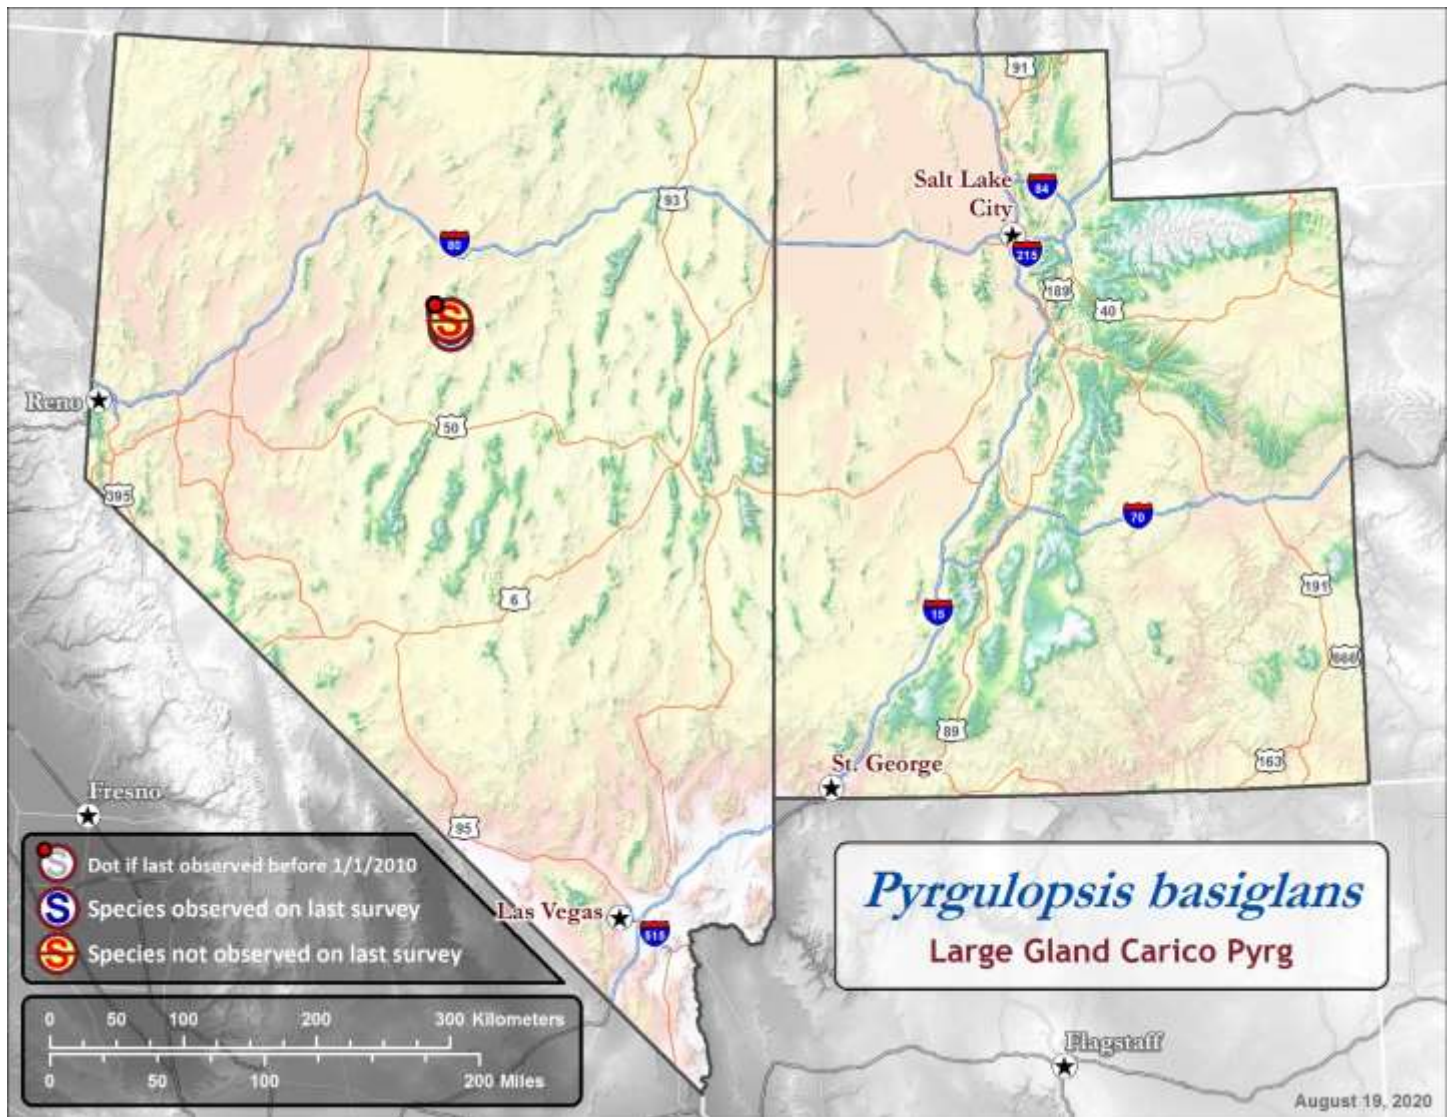 91
Salt Lake
City
84
93
80
215
189
40
S
Reno
50
395
70
6
191
15
666
89
163
St. George
Fresno
95
S
Dot if last observed before 1/1/2010
S
Species observed on last survey
S
Species not observed on last survey
Las Vegas
515
Pyrgulopsis basiglans
Large Gland Carico Pyrg
0 50 100 200 300 Kilometers
0 50 100 200 Miles
Flagstaff
August 19, 2020